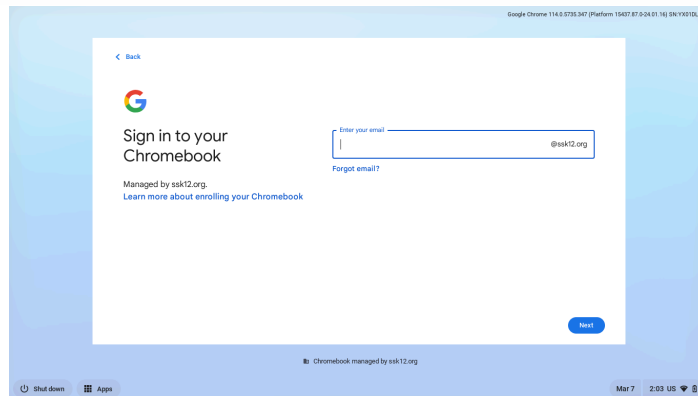 Google Chrome 114.0.5735.347 (Platform 15437.87.0-24.01.16) SN:YX01DL
Back
Sign in to your
Chromebook
Managed by ssk12.org.
Learn more about enrolling your Chromebook
Enter your email
@ssk12.org
Forgot email?
Next
Chromebook managed by ssk12.org
Shut down Apps Mar 7 2:03 US